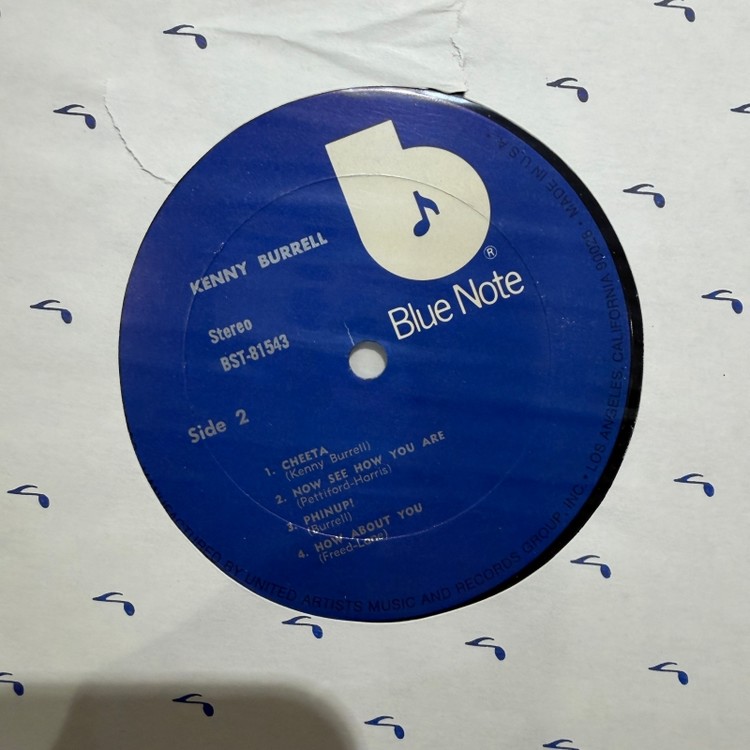 KENNY BURRELL
Blue Note
®
Stereo
BST-81543
Side 2
1. CHEETA
(Kenny Burrell)
2. NOW SEE HOW YOU ARE
(Pettiford-Harris)
3. PHINUP!
(Burrell)
4. HOW ABOUT YOU
(Freed-Lane)
BY UNITED ARTISTS MUSIC AND RECORDS GROUP, INC. • LOS ANGELES, CALIFORNIA 90028 • MADE IN U.S.A. •